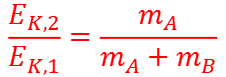 E_{K,2}/E_{K,1} = m_A/(m_A + m_B)